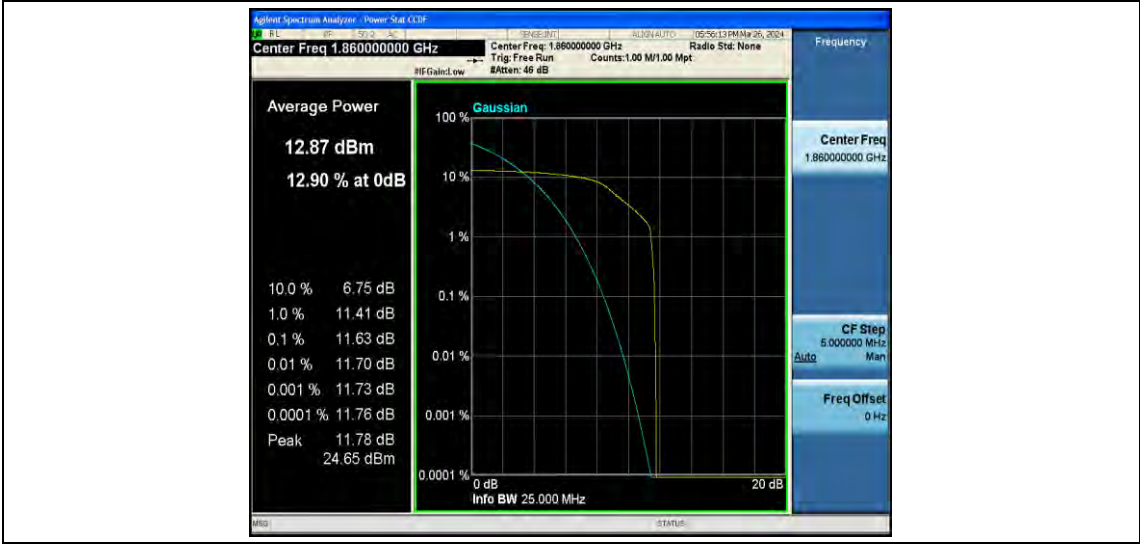 Agilent Spectrum Analyzer - Power Stat CCDF
RL RF 50 Ω AC SENSE:INT ALIGN AUTO 05:56:13 PM Mar 26, 2024
Center Freq 1.860000000 GHz
Center Freq: 1.860000000 GHz Radio Std: None
Trig: Free Run Counts:1.00 M/1.00 Mpt
#IFGain:Low #Atten: 46 dB
Frequency
Average Power
12.87 dBm
12.90 % at 0dB
10.0 % 6.75 dB
1.0 % 11.41 dB
0.1 % 11.63 dB
0.01 % 11.70 dB
0.001 % 11.73 dB
0.0001 % 11.76 dB
Peak 11.78 dB
24.65 dBm
Gaussian
100 %
10 %
1 %
0.1 %
0.01 %
0.001 %
0.0001 %
0 dB 20 dB
Info BW 25.000 MHz
Center Freq
1.860000000 GHz
CF Step
5.000000 MHz
Auto Man
Freq Offset
0 Hz
MSG STATUS